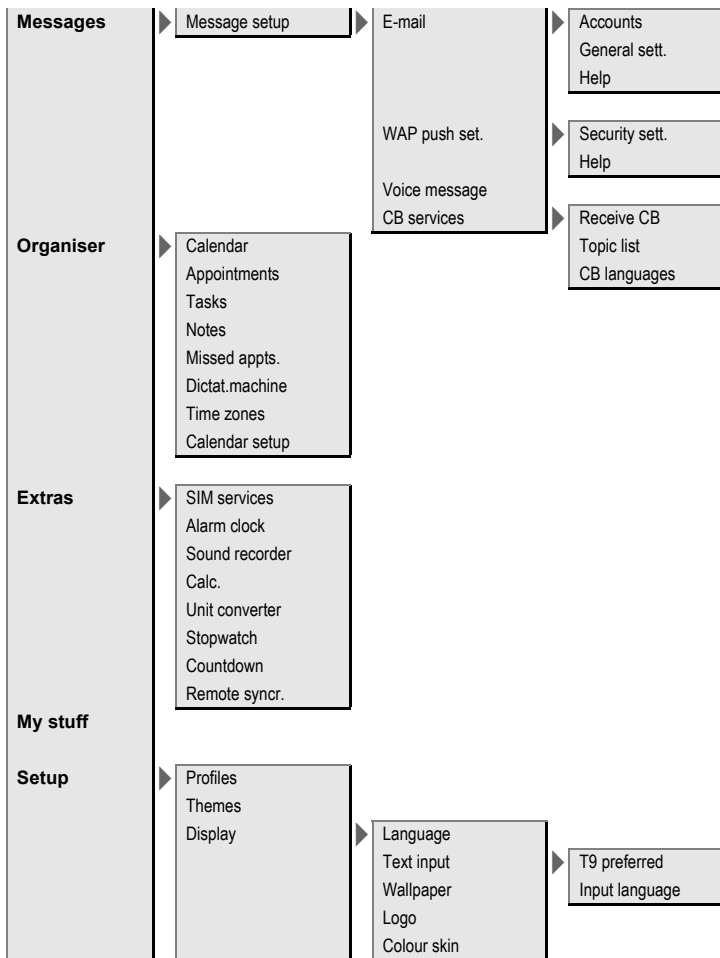 Messages
Message setup
E-mail
Accounts
General sett.
Help
WAP push set.
Security sett.
Help
Voice message
CB services
Receive CB
Topic list
CB languages
Organiser
Calendar
Appointments
Tasks
Notes
Missed appts.
Dictat.machine
Time zones
Calendar setup
Extras
SIM services
Alarm clock
Sound recorder
Calc.
Unit converter
Stopwatch
Countdown
Remote syncr.
My stuff
Setup
Profiles
Themes
Display
Language
Text input
T9 preferred
Input language
Wallpaper
Logo
Colour skin